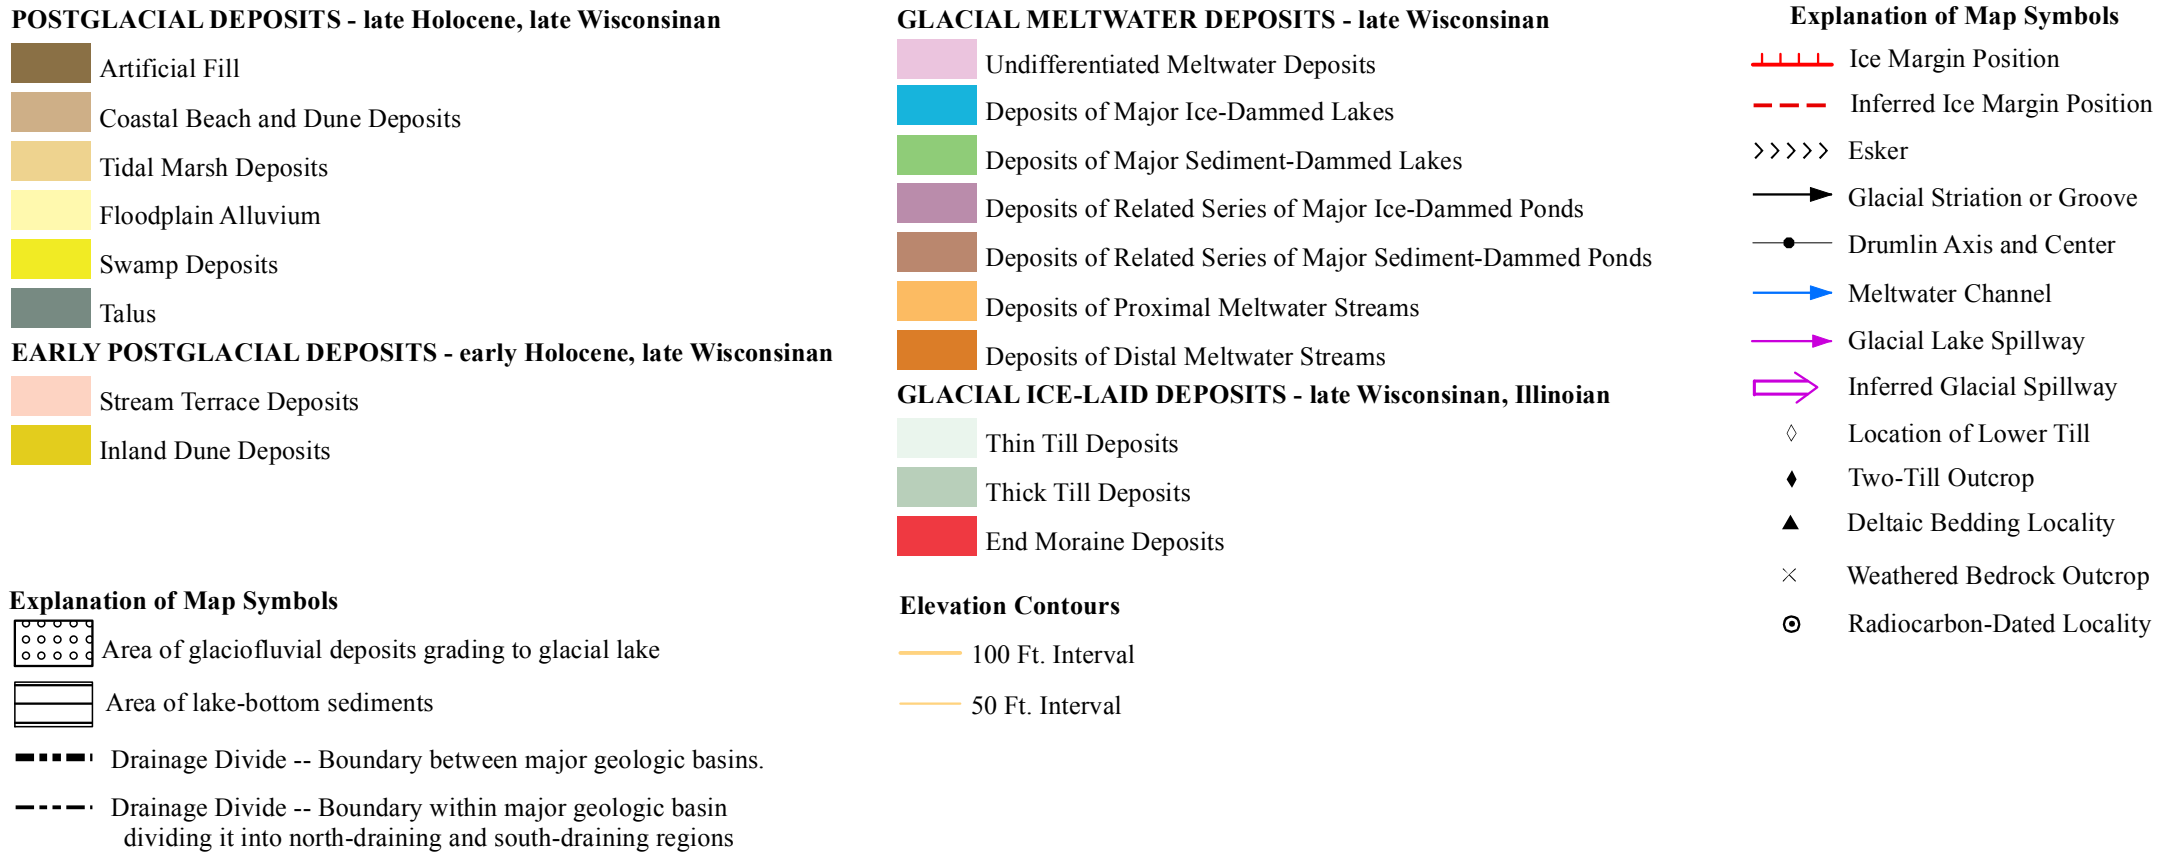 POSTGLACIAL DEPOSITS - late Holocene, late Wisconsinan
Artificial Fill
Coastal Beach and Dune Deposits
Tidal Marsh Deposits
Floodplain Alluvium
Swamp Deposits
Talus
EARLY POSTGLACIAL DEPOSITS - early Holocene, late Wisconsinan
Stream Terrace Deposits
Inland Dune Deposits
Explanation of Map Symbols
Area of glaciofluvial deposits grading to glacial lake
Area of lake-bottom sediments
Drainage Divide -- Boundary between major geologic basins.
Drainage Divide -- Boundary within major geologic basin
dividing it into north-draining and south-draining regions
GLACIAL MELTWATER DEPOSITS - late Wisconsinan
Undifferentiated Meltwater Deposits
Deposits of Major Ice-Dammed Lakes
Deposits of Major Sediment-Dammed Lakes
Deposits of Related Series of Major Ice-Dammed Ponds
Deposits of Related Series of Major Sediment-Dammed Ponds
Deposits of Proximal Meltwater Streams
Deposits of Distal Meltwater Streams
GLACIAL ICE-LAID DEPOSITS - late Wisconsinan, Illinoian
Thin Till Deposits
Thick Till Deposits
End Moraine Deposits
Elevation Contours
100 Ft. Interval
50 Ft. Interval
Explanation of Map Symbols
Ice Margin Position
Inferred Ice Margin Position
Esker
Glacial Striation or Groove
Drumlin Axis and Center
Meltwater Channel
Glacial Lake Spillway
Inferred Glacial Spillway
Location of Lower Till
Two-Till Outcrop
Deltaic Bedding Locality
Weathered Bedrock Outcrop
Radiocarbon-Dated Locality